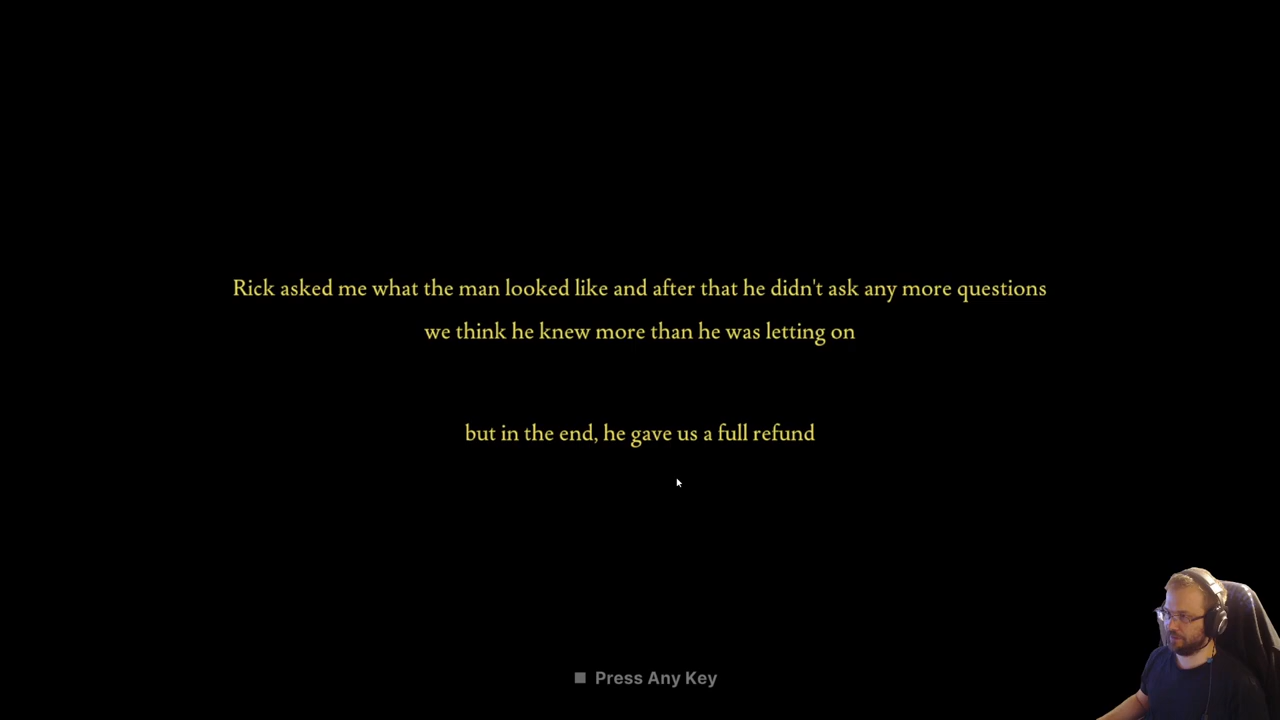 Rick asked me what the man looked like and after that he didn't ask any more questions
we think he knew more than he was letting on
but in the end, he gave us a full refund
Press Any Key